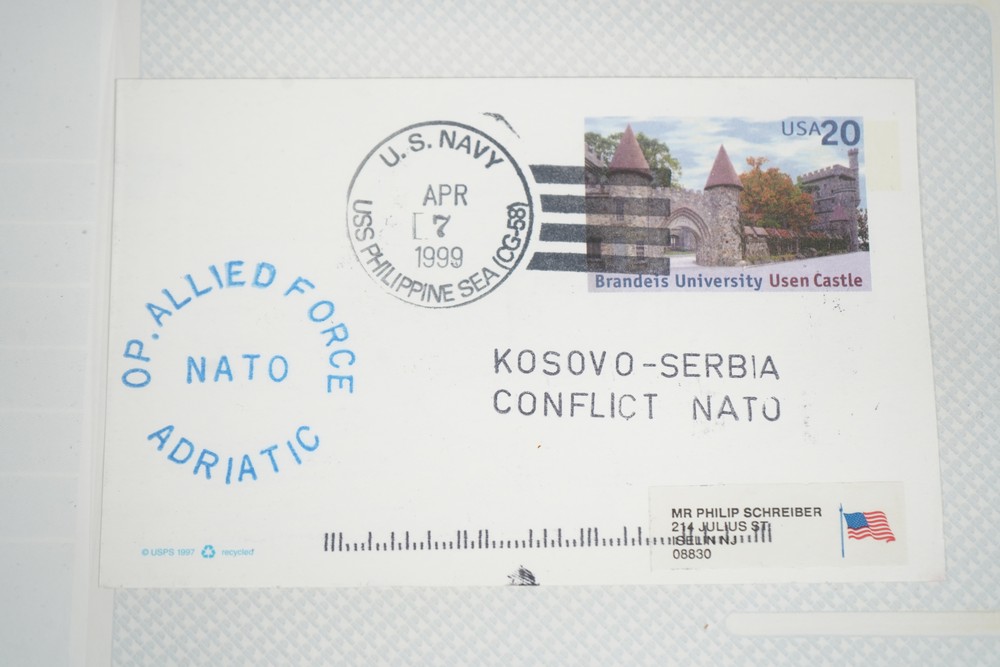 USA20
U.S. NAVY
APR
7
1999
USS PHILIPPINE SEA (CG-58)
Brandeis University Usen Castle
OP. ALLIED FORCE
NATO
ADRIATIC
KOSOVO-SERBIA
CONFLICT NATO
MR PHILIP SCHREIBER
214 JULIUS ST.
ISELIN NJ
08830
© USPS 1997 recycled